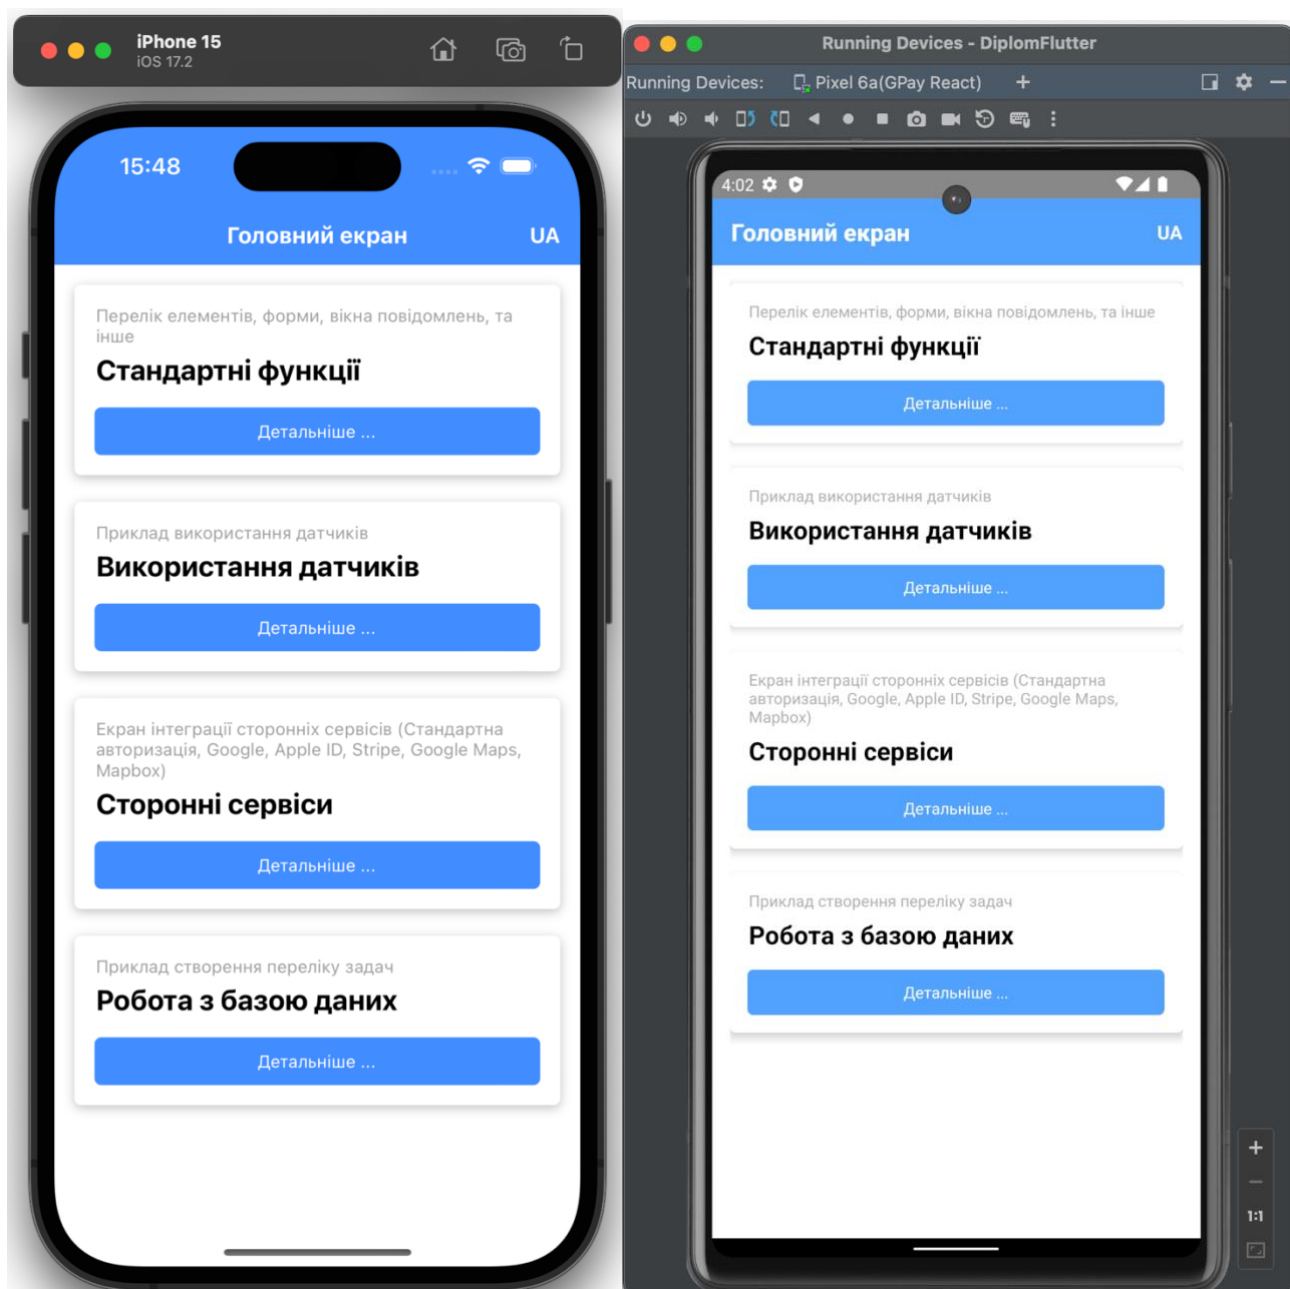 iPhone 15
iOS 17.2
15:48
Головний екран
UA
Перелік елементів, форми, вікна повідомлень, та
інше
Стандартні функції
Детальніше ...
Приклад використання датчиків
Використання датчиків
Детальніше ...
Екран інтеграції сторонніх сервісів (Стандартна
авторизація, Google, Apple ID, Stripe, Google Maps,
Mapbox)
Сторонні сервіси
Детальніше ...
Приклад створення переліку задач
Робота з базою даних
Детальніше ...
Running Devices - DiplomFlutter
Running Devices:
Pixel 6a(GPay React)
4:02
Головний екран
UA
Перелік елементів, форми, вікна повідомлень, та інше
Стандартні функції
Детальніше ...
Приклад використання датчиків
Використання датчиків
Детальніше ...
Екран інтеграції сторонніх сервісів (Стандартна
авторизація, Google, Apple ID, Stripe, Google Maps,
Mapbox)
Сторонні сервіси
Детальніше ...
Приклад створення переліку задач
Робота з базою даних
Детальніше ...
1:1